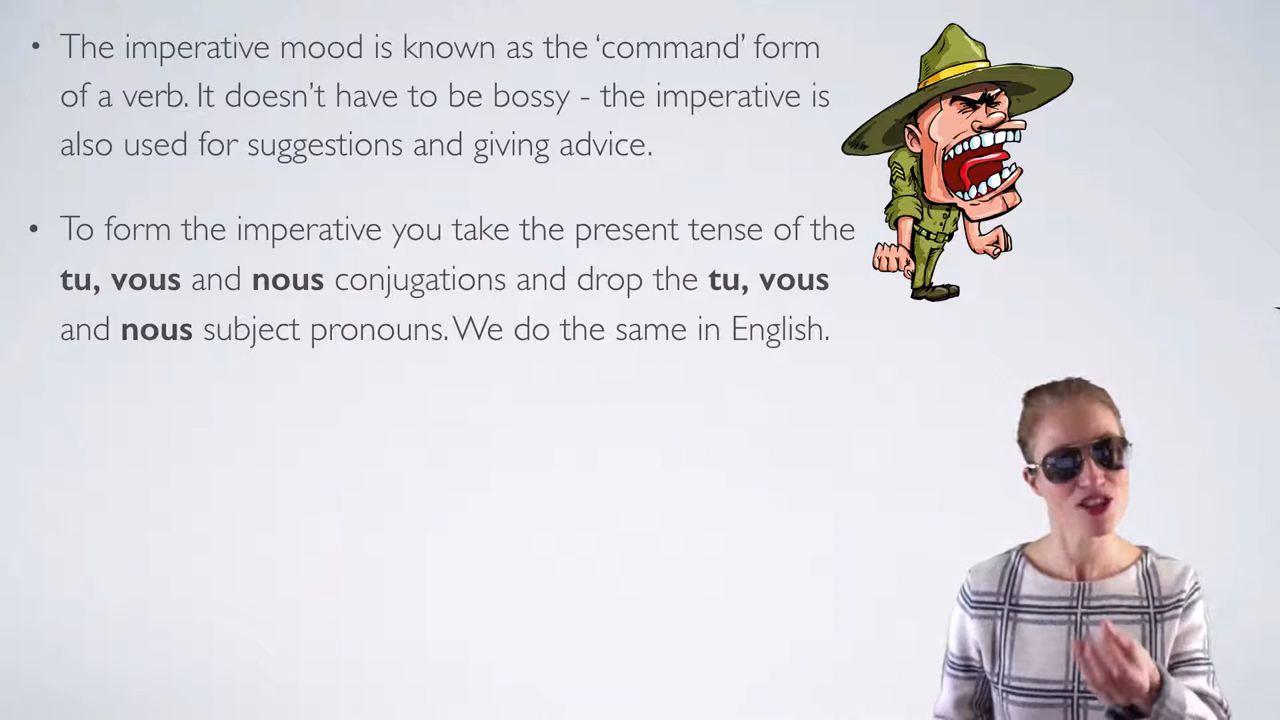 • The imperative mood is known as the ‘command’ form
of a verb. It doesn’t have to be bossy - the imperative is
also used for suggestions and giving advice.
• To form the imperative you take the present tense of the
tu, vous and nous conjugations and drop the tu, vous
and nous subject pronouns. We do the same in English.